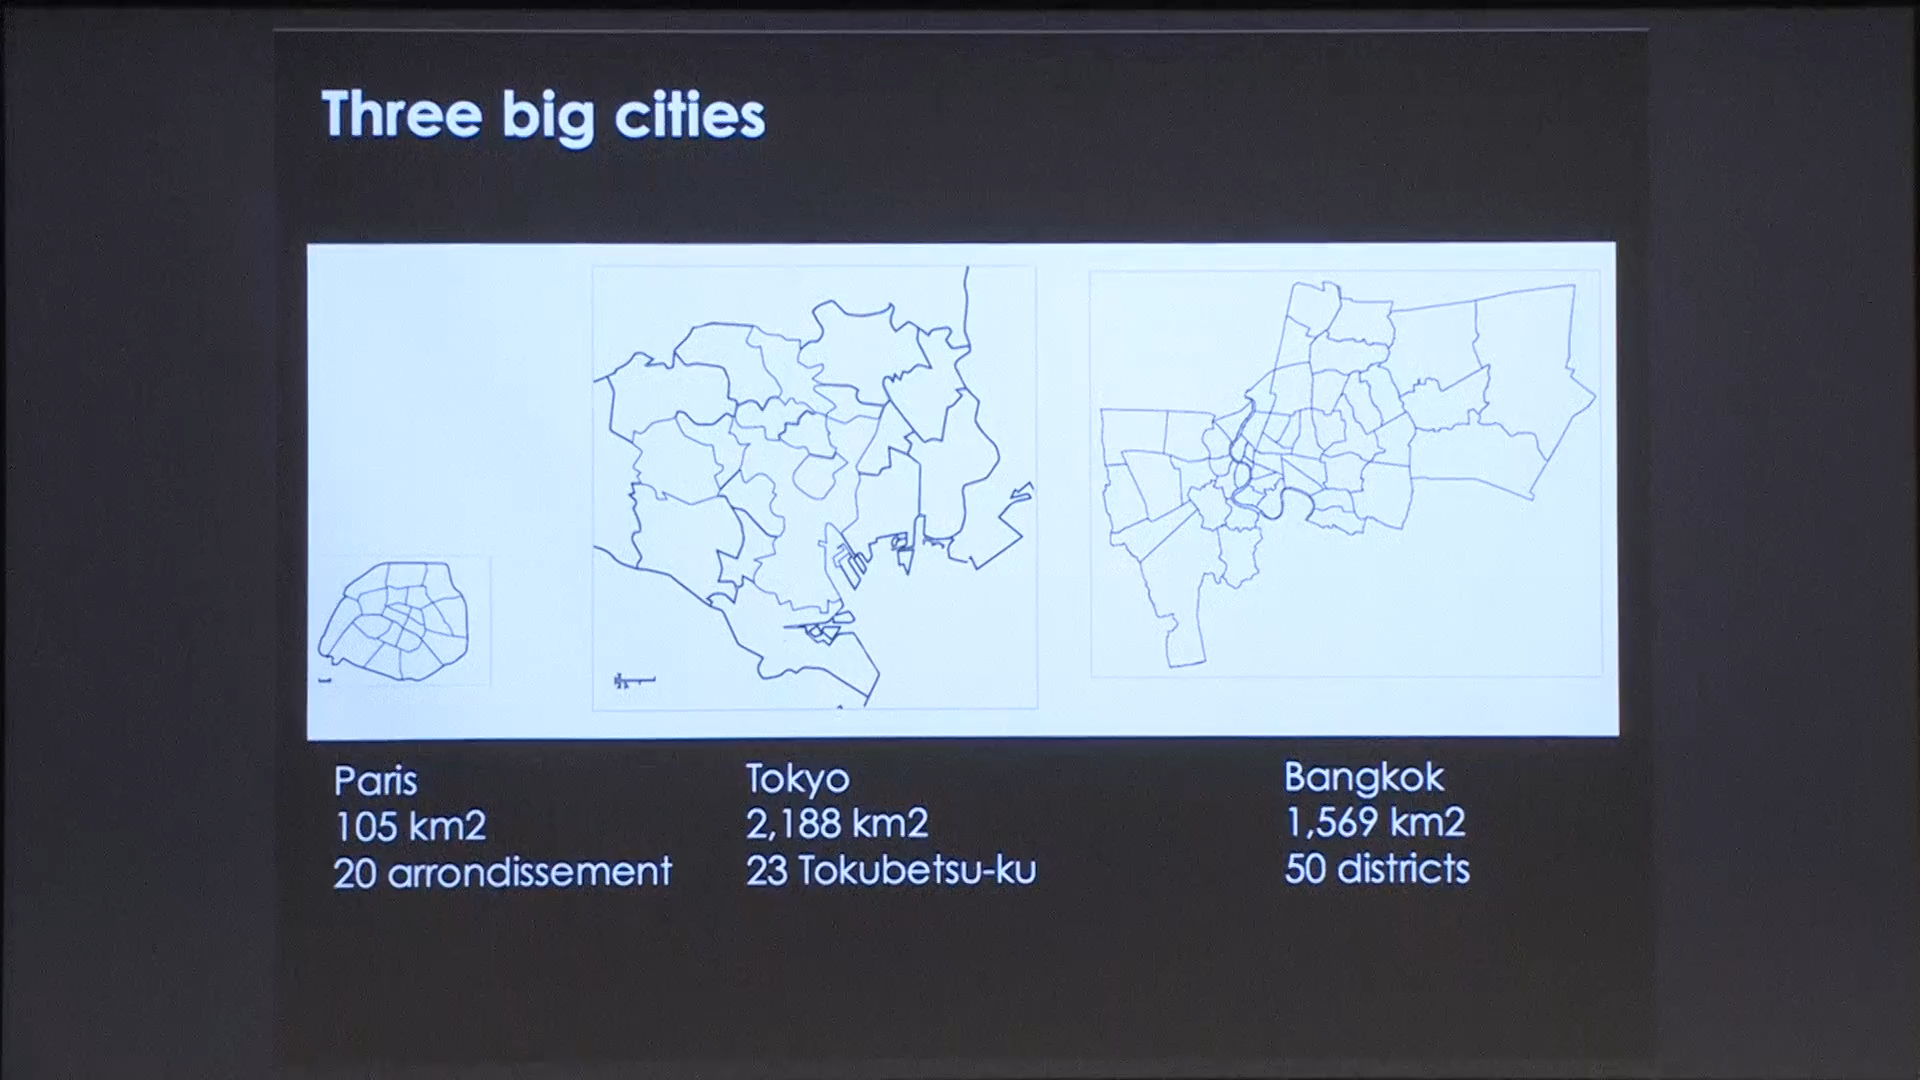 Three big cities
Paris
105 km2
20 arrondissement
Tokyo
2,188 km2
23 Tokubetsu-ku
Bangkok
1,569 km2
50 districts